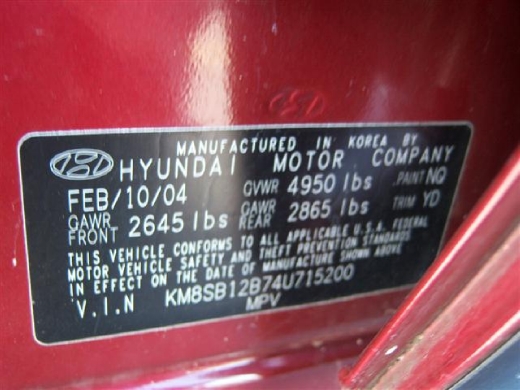 MANUFACTURED IN KOREA BY
HYUNDAI MOTOR COMPANY
FEB/10/04 GVWR 4950 lbs PAINT NQ
GAWR FRONT 2645 lbs GAWR REAR 2865 lbs TRIM YD
THIS VEHICLE CONFORMS TO ALL APPLICABLE U.S.A. FEDERAL
MOTOR VEHICLE SAFETY AND THEFT PREVENTION STANDARDS
IN EFFECT ON THE DATE OF MANUFACTURE SHOWN ABOVE.
V.I.N KM8SB12B74U715200
MPV